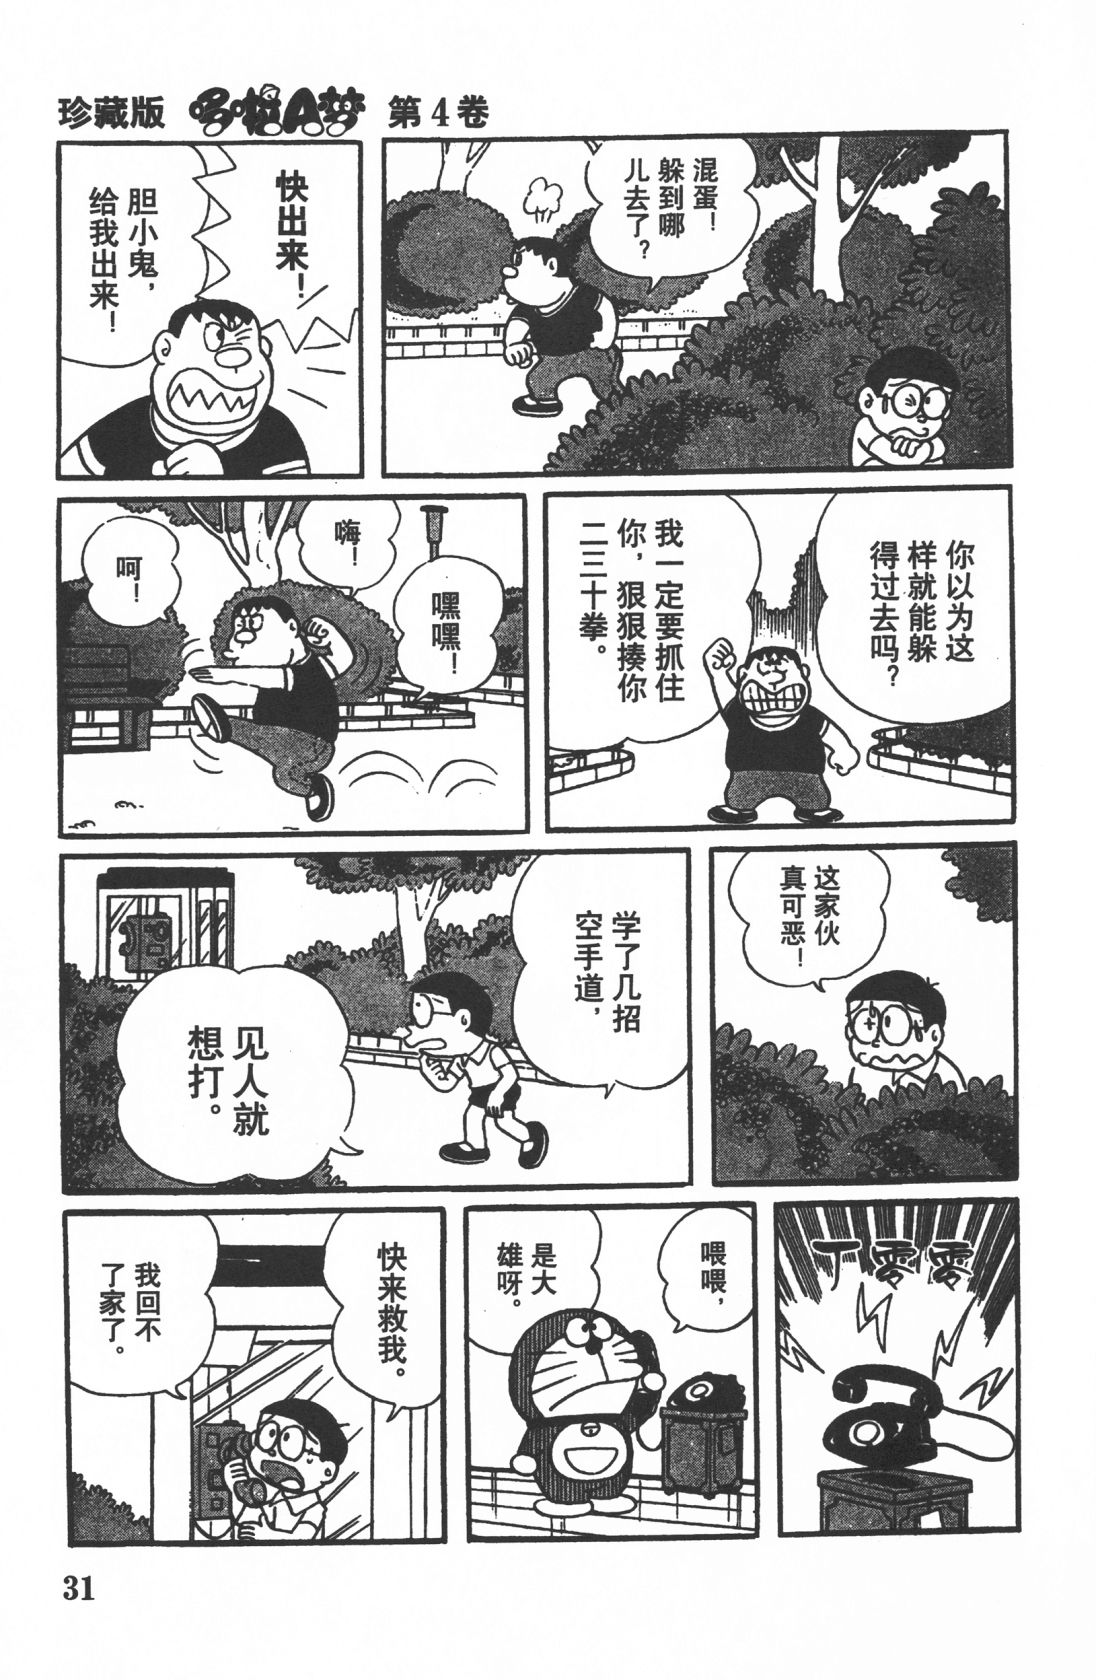 珍藏版 哆啦A梦 第4卷
混蛋！
躲到哪
儿去了？
快出来！
胆小鬼，
给我出来！
你以为这
样就能躲
得过去吗？
我一定要抓住
你，狠狠揍你
二三十拳。
嘿嘿！
嗨！
呵！
这家伙
真可恶！
学了几招
空手道，
见人就
想打。
丁零零
喂喂，
是大
雄呀。
快来救我。
我回不
了家了。
31